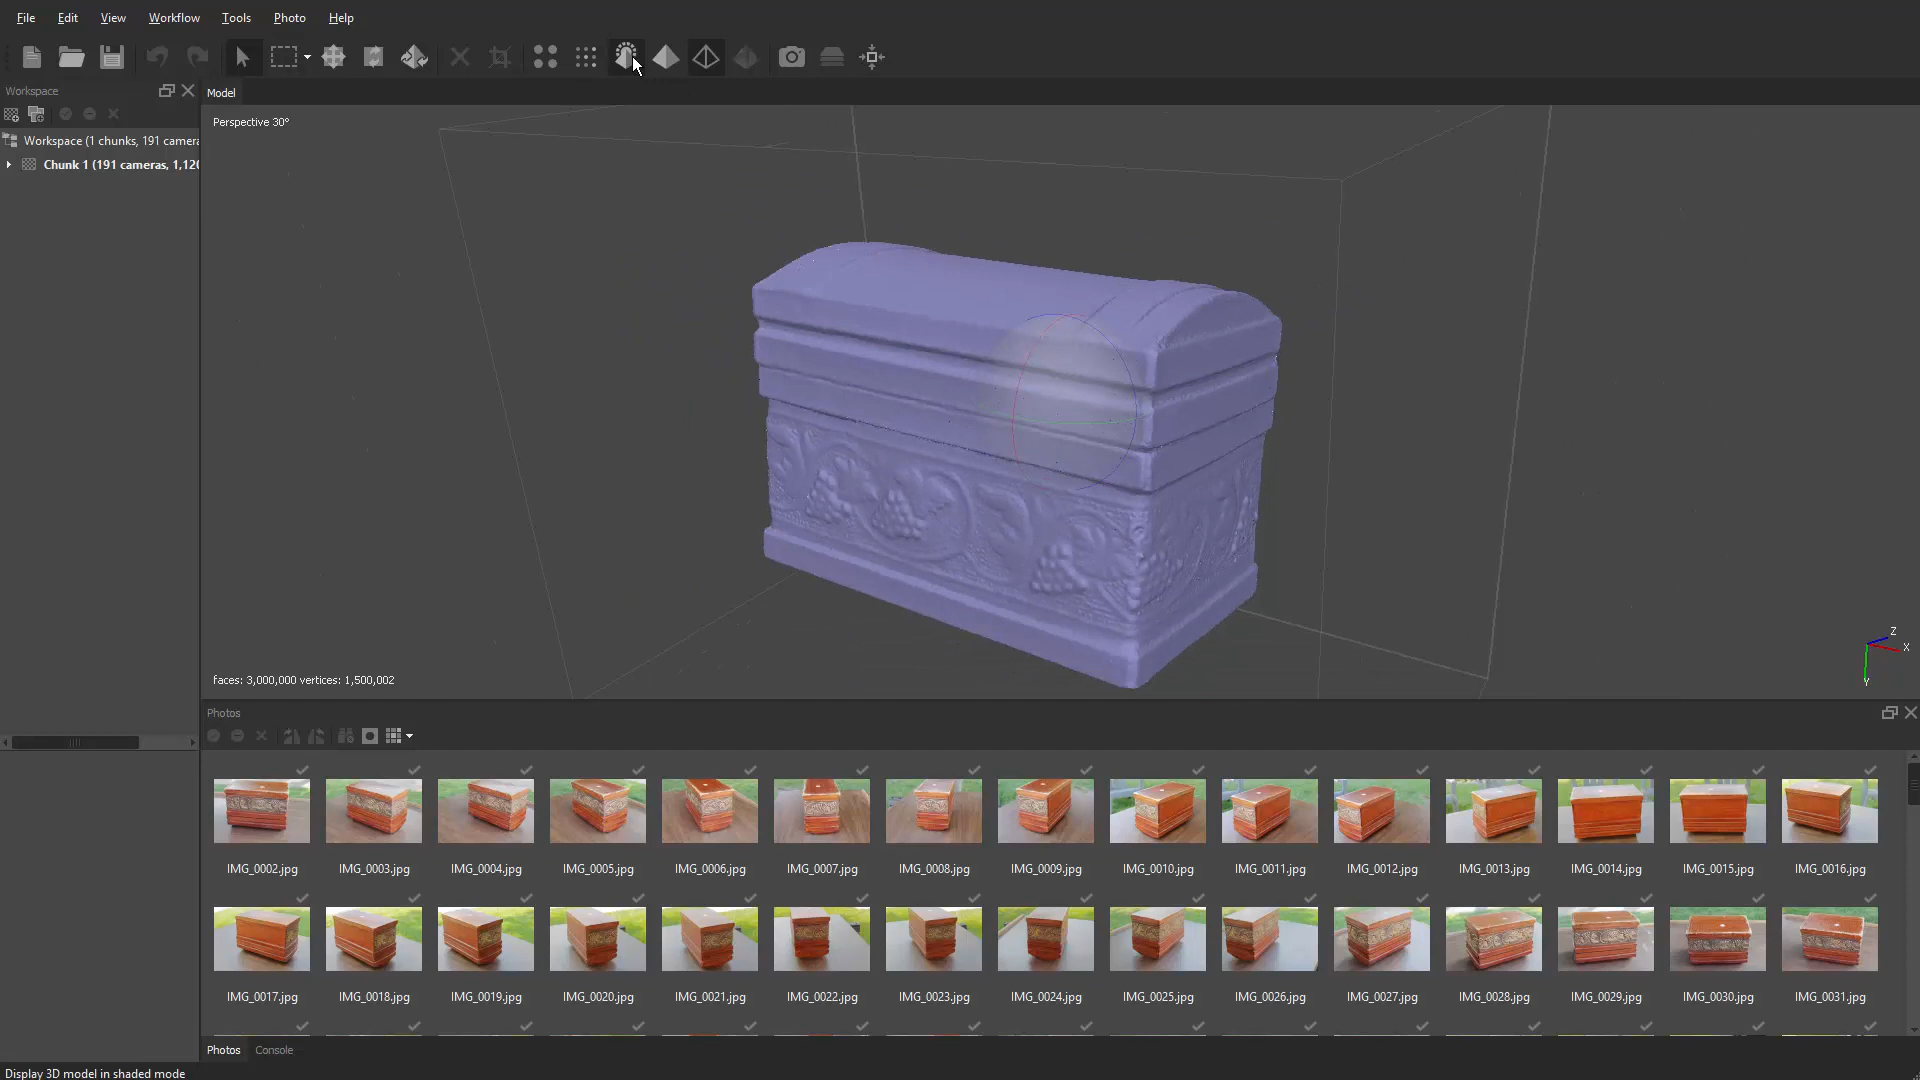 File Edit View Workflow Tools Photo Help
Workspace
Model
Perspective 30°
Workspace (1 chunks, 191 camera
Chunk 1 (191 cameras, 1,120
Z
X
Y
faces: 3,000,000 vertices: 1,500,002
Photos
IMG_0002.jpg IMG_0003.jpg IMG_0004.jpg IMG_0005.jpg IMG_0006.jpg IMG_0007.jpg IMG_0008.jpg IMG_0009.jpg IMG_0010.jpg IMG_0011.jpg IMG_0012.jpg IMG_0013.jpg IMG_0014.jpg IMG_0015.jpg IMG_0016.jpg
IMG_0017.jpg IMG_0018.jpg IMG_0019.jpg IMG_0020.jpg IMG_0021.jpg IMG_0022.jpg IMG_0023.jpg IMG_0024.jpg IMG_0025.jpg IMG_0026.jpg IMG_0027.jpg IMG_0028.jpg IMG_0029.jpg IMG_0030.jpg IMG_0031.jpg
Photos Console
Display 3D model in shaded mode